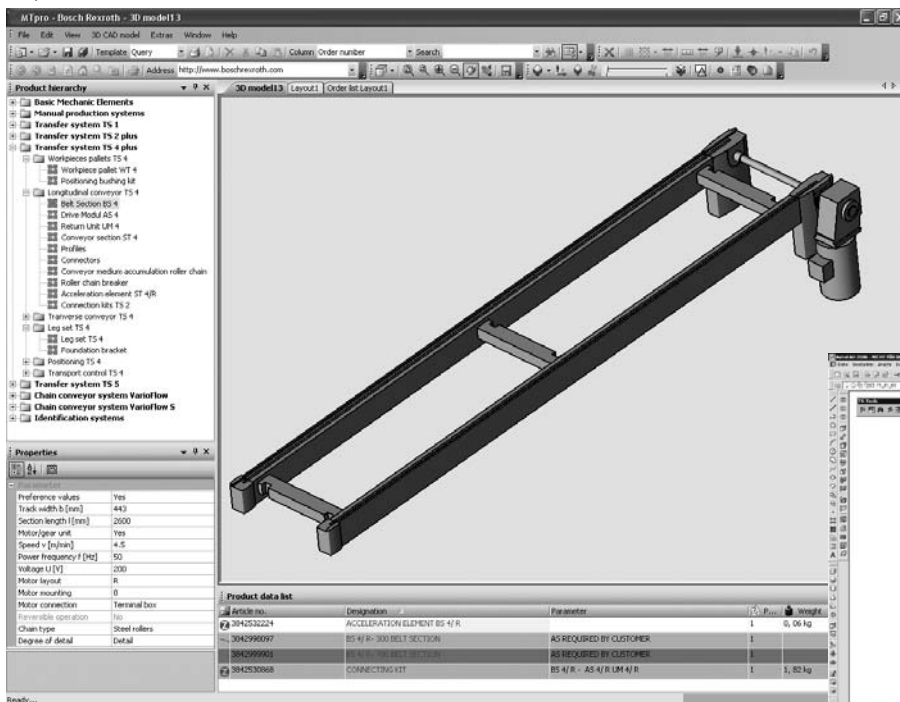 MTpro - Bosch Rexroth - 3D model13
File Edit View 3D CAD model Extras Window Help
Template Query Column Order number Search
Address http://www.boschrexroth.com
Product hierarchy
3D model13 Layout1 Order list Layout1
Basic Mechanic Elements
Manual production systems
Transfer system TS 1
Transfer system TS 2 plus
Transfer system TS 4 plus
Workpieces pallets TS 4
Workpiece pallet WT 4
Positioning bushing kit
Longitudinal conveyor TS 4
Belt Section BS 4
Drive Modul AS 4
Return Unit UM 4
Conveyor section ST 4
Profiles
Connectors
Conveyor medium accumulation roller chain
Roller chain breaker
Acceleration element ST 4/R
Connection kits TS 2
Tranverse conveyor TS 4
Leg set TS 4
Leg set TS 4
Foundation bracket
Positioning TS 4
Transport control TS 4
Transfer system TS 5
Chain conveyor system VarioFlow
Chain conveyor system VarioFlow S
Identification systems
Properties
Parameter
Preference values Yes
Track width b [mm] 443
Section length l [mm] 2600
Motor/gear unit Yes
Speed v [m/min] 4.5
Power frequency f [Hz] 50
Voltage U [V] 200
Motor layout R
Motor mounting 0
Motor connection Terminal box
Reversible operation No
Chain type Steel rollers
Degree of detail Detail
Product data list
Article no. Designation Parameter P... Weight
3842532224 ACCELERATION ELEMENT BS 4/ R 1 0, 06 kg
3842998097 BS 4/ R- 300 BELT SECTION AS REQUIRED BY CUSTOMER 1
3842999901 BS 4/ R- 700 BELT SECTION AS REQUIRED BY CUSTOMER 1
3842530868 CONNECTING KIT BS 4/ R - AS 4/ R UM 4/ R 1 1, 82 kg
Ready...